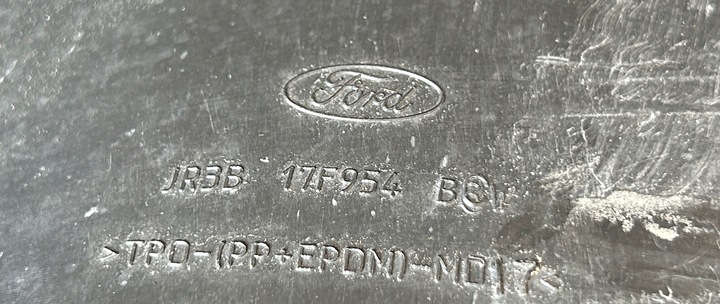 Ford
JR3B 17F954 B
>TPO-(PP+EPDM)-MD17<